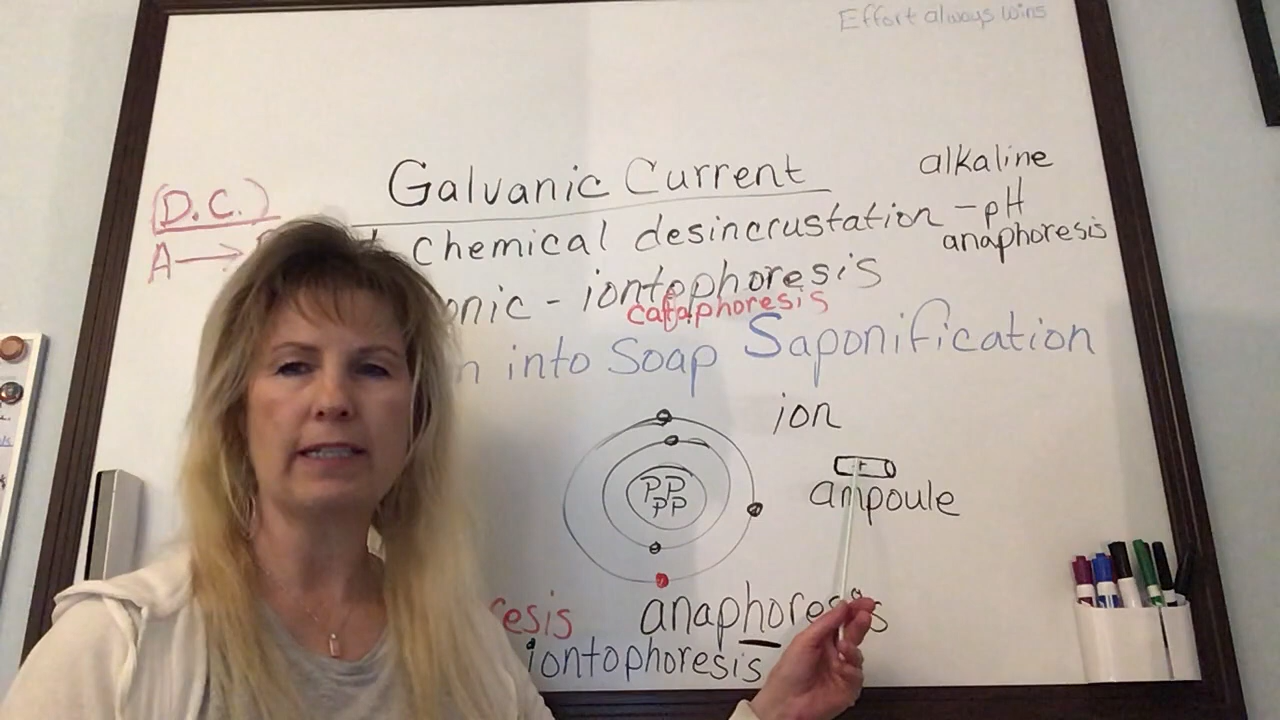 Effort always wins
Galvanic Current
alkaline
(D.C.)
chemical desincrustation - pH
anaphoresis
A →
onic - iontophoresis
cataphoresis
n into Soap Saponification
ion
PP
PP
+
ampoule
esis anaphoresis
iontophoresis